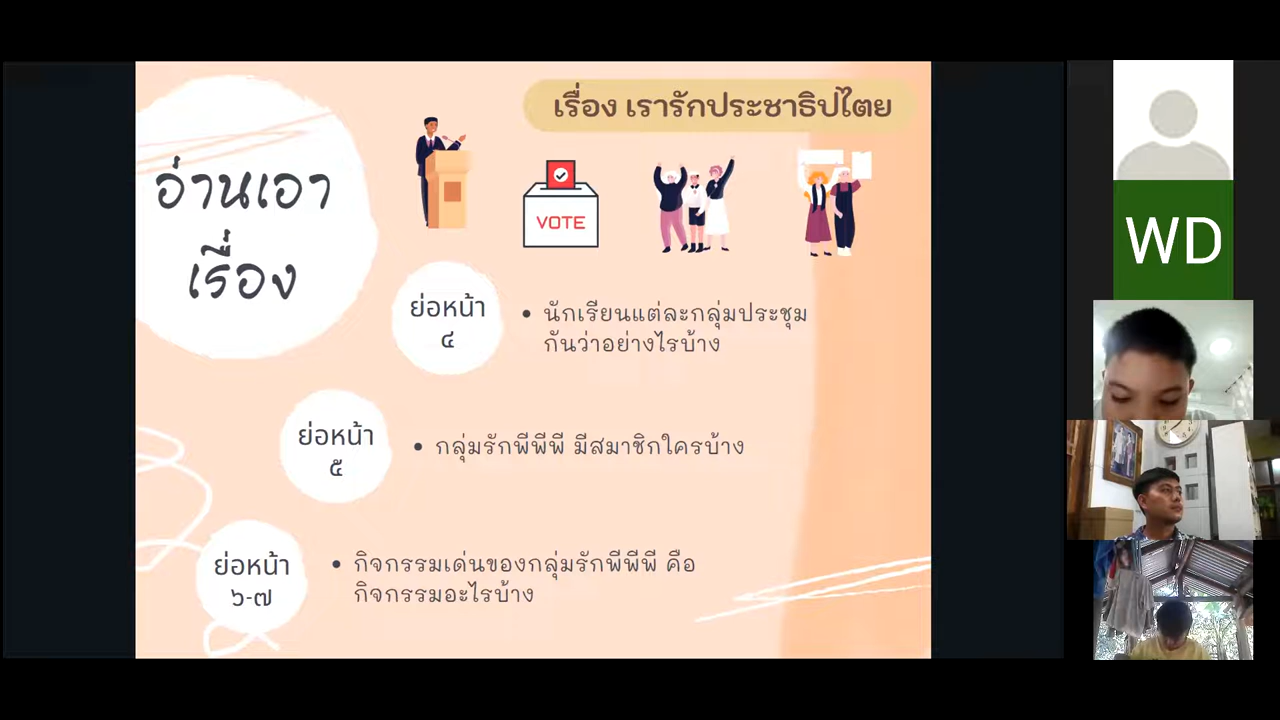 เรื่อง เรารักประชาธิปไตย
อ่านเอา
เรื่อง
VOTE
ย่อหน้า
๔
นักเรียนแต่ละกลุ่มประชุม
กันว่าอย่างไรบ้าง
ย่อหน้า
๕
กลุ่มรักพีพีพี มีสมาชิกใครบ้าง
ย่อหน้า
๖-๗
กิจกรรมเด่นของกลุ่มรักพีพีพี คือ
กิจกรรมอะไรบ้าง
WD